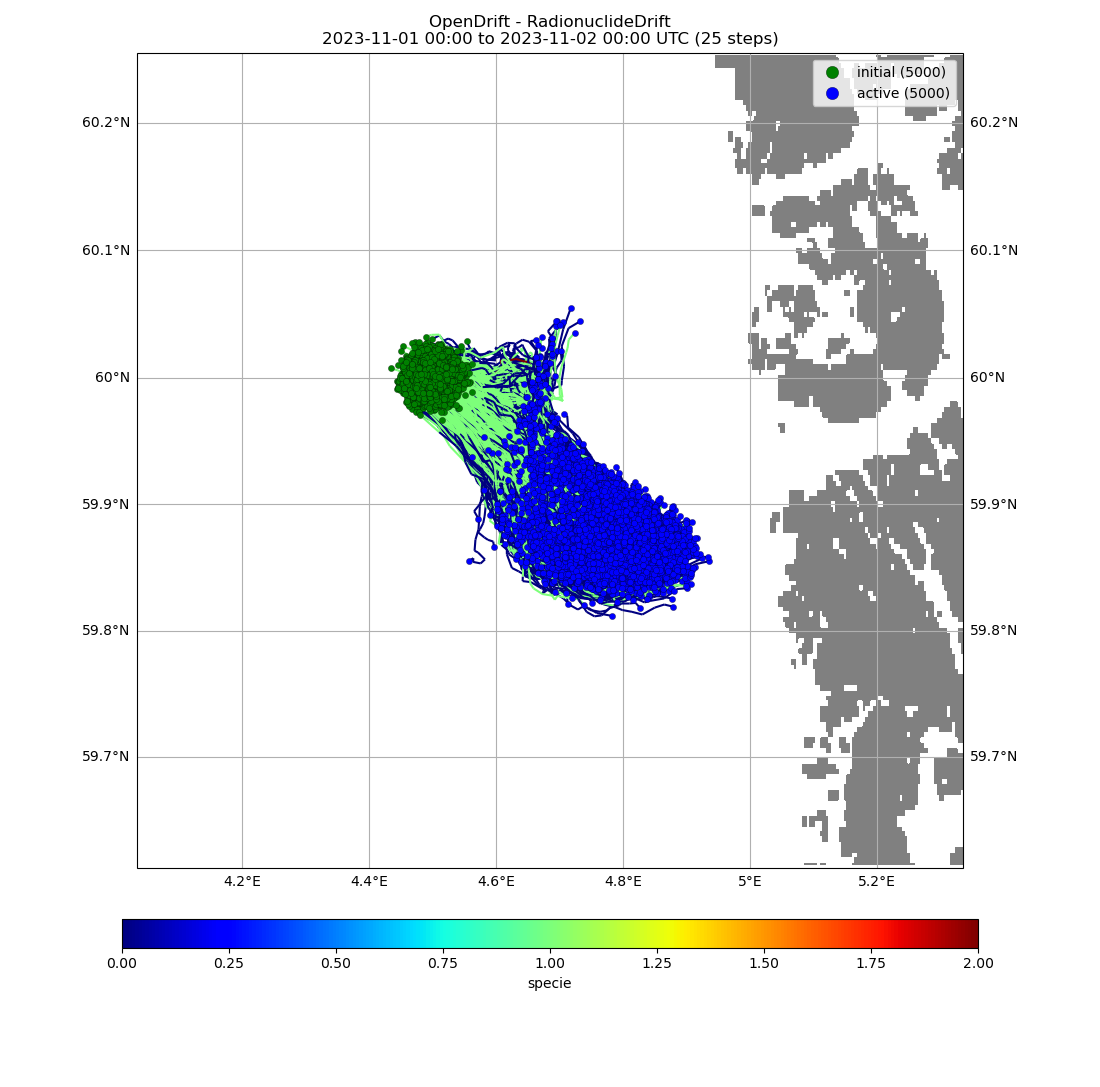 OpenDrift - RadionuclideDrift
2023-11-01 00:00 to 2023-11-02 00:00 UTC (25 steps)
initial (5000)
active (5000)
60.2°N
60.2°N
60.1°N
60.1°N
60°N
60°N
59.9°N
59.9°N
59.8°N
59.8°N
59.7°N
59.7°N
4.2°E
4.4°E
4.6°E
4.8°E
5°E
5.2°E
0.00
0.25
0.50
0.75
1.00
1.25
1.50
1.75
2.00
specie